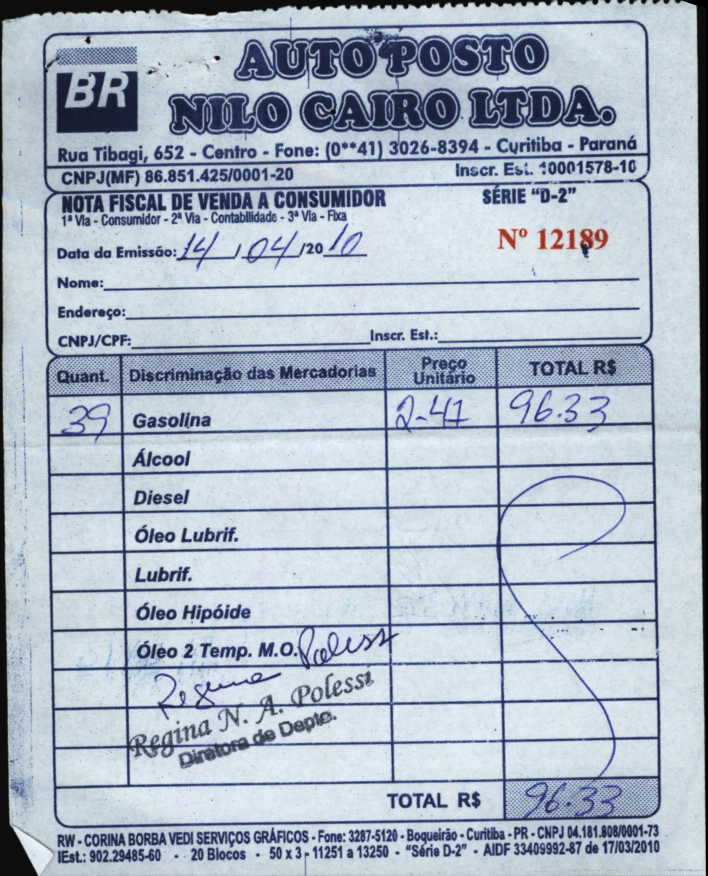 BR
AUTO POSTO
NILO CAIRO LTDA.
Rua Tibagi, 652 - Centro - Fone: (0**41) 3026-8394 - Curitiba - Paraná
CNPJ(MF) 86.851.425/0001-20 Inscr. Est. 10001578-10
NOTA FISCAL DE VENDA A CONSUMIDOR SÉRIE "D-2"
1ª Via - Consumidor - 2ª Via - Contabilidade - 3ª Via - Fixa
Nº 12189
Data da Emissão: 14 / 04 /20 10
Nome:
Endereço:
CNPJ/CPF: Inscr. Est.:
Quant. Discriminação das Mercadorias Preço Unitário TOTAL R$
39 Gasolina 2-41 96.33
Álcool
Diesel
Óleo Lubrif.
Lubrif.
Óleo Hipóide
Óleo 2 Temp. M.O.
Regina Polessi
Regina N. A. Polessi
Diretora de Depto.
TOTAL R$ 96.33
RW - CORINA BORBA VEDI SERVIÇOS GRÁFICOS - Fone: 3287-5120 - Boqueirão - Curitiba - PR - CNPJ 04.181.808/0001-73
IEst.: 902.29485-60 - 20 Blocos - 50 x 3 - 11251 a 13250 - "Série D-2" - AIDF 33409992-87 de 17/03/2010